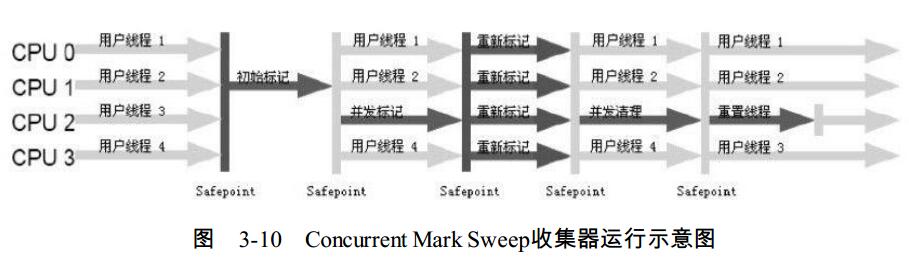 CPU 0 用户线程 1 用户线程 1 重新标记 用户线程 1 用户线程 1
CPU 1 用户线程 2 初始标记 用户线程 2 重新标记 用户线程 2 用户线程 2
CPU 2 用户线程 3 并发标记 重新标记 并发清理 重置线程
CPU 3 用户线程 4 用户线程 4 重新标记 用户线程 4 用户线程 3
Safepoint Safepoint Safepoint Safepoint Safepoint
图 3-10 Concurrent Mark Sweep收集器运行示意图